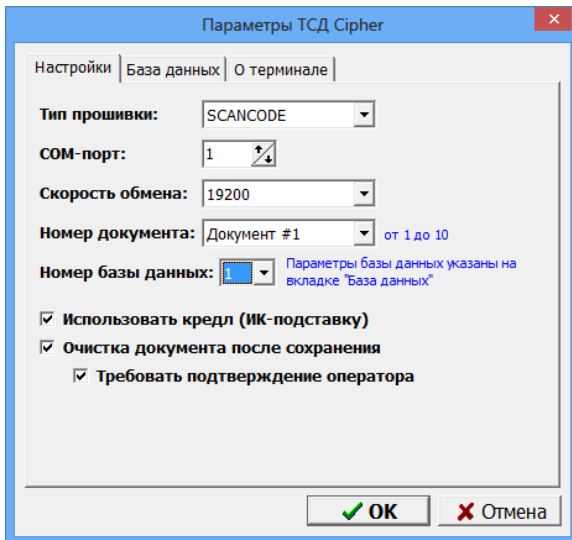 Параметры ТСД Cipher
Настройки База данных О терминале
Тип прошивки: SCANCODE
COM-порт: 1
Скорость обмена: 19200
Номер документа: Документ #1 от 1 до 10
Номер базы данных: 1 Параметры базы данных указаны на
вкладке "База данных"
Использовать кредл (ИК-подставку)
Очистка документа после сохранения
Требовать подтверждение оператора
ОК Отмена